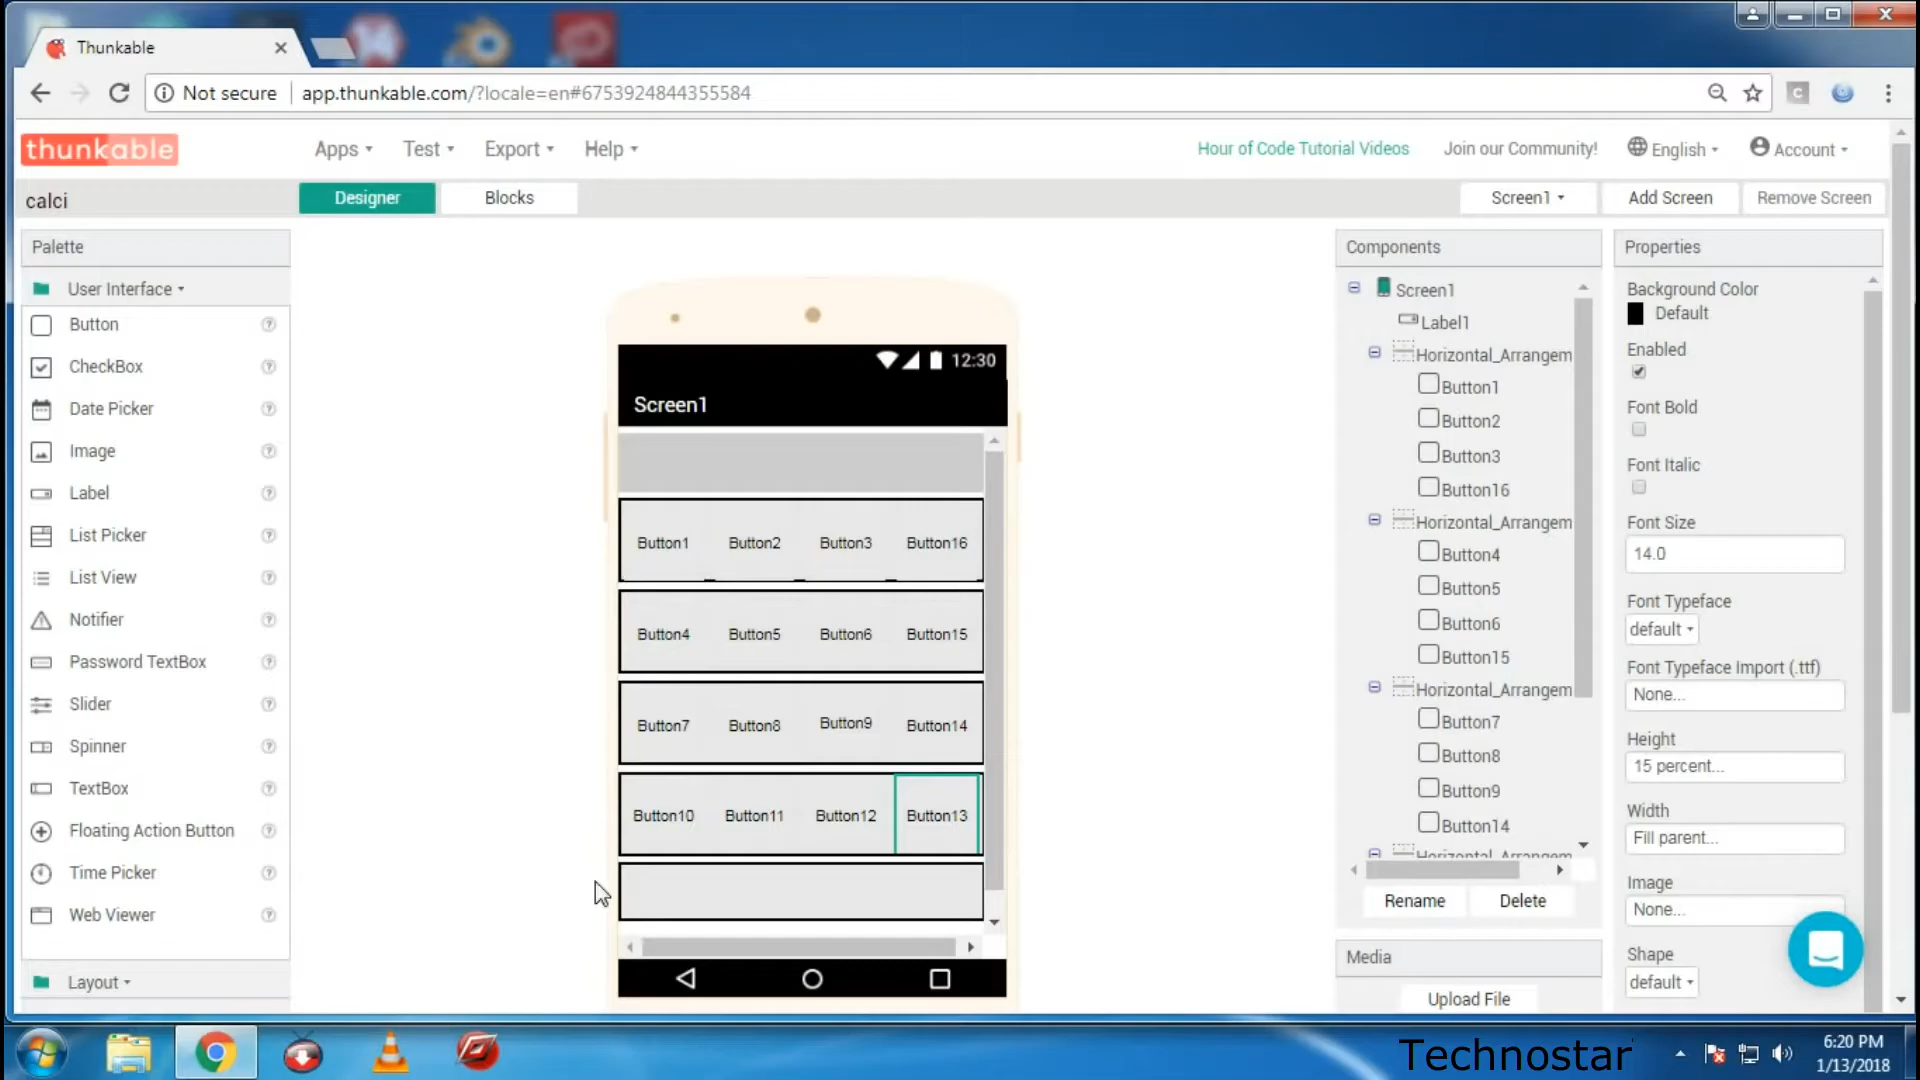 Thunkable
Not secure
app.thunkable.com/?locale=en#6753924844355584
thunkable
Apps
Test
Export
Help
Hour of Code Tutorial Videos
Join our Community!
English
Account
calci
Designer
Blocks
Screen1
Add Screen
Remove Screen
Palette
User Interface
Button
CheckBox
Date Picker
Image
Label
List Picker
List View
Notifier
Password TextBox
Slider
Spinner
TextBox
Floating Action Button
Time Picker
Web Viewer
Layout
12:30
Screen1
Button1 Button2 Button3 Button16
Button4 Button5 Button6 Button15
Button7 Button8 Button9 Button14
Button10 Button11 Button12 Button13
Components
Screen1
Label1
Horizontal_Arrangem
Button1
Button2
Button3
Button16
Horizontal_Arrangem
Button4
Button5
Button6
Button15
Horizontal_Arrangem
Button7
Button8
Button9
Button14
Horizontal_Arrangem
Rename
Delete
Media
Upload File
Properties
Background Color
Default
Enabled
Font Bold
Font Italic
Font Size
14.0
Font Typeface
default
Font Typeface Import (.ttf)
None...
Height
15 percent...
Width
Fill parent...
Image
None...
Shape
default
Technostar
6:20 PM
1/13/2018